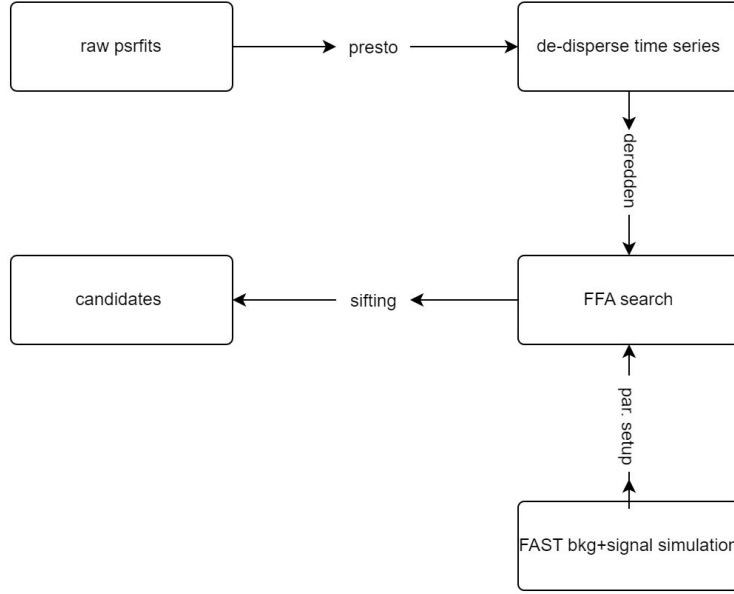 raw psrfits
presto
de-disperse time series
deredden
candidates
sifting
FFA search
par. setup
FAST bkg+signal simulation